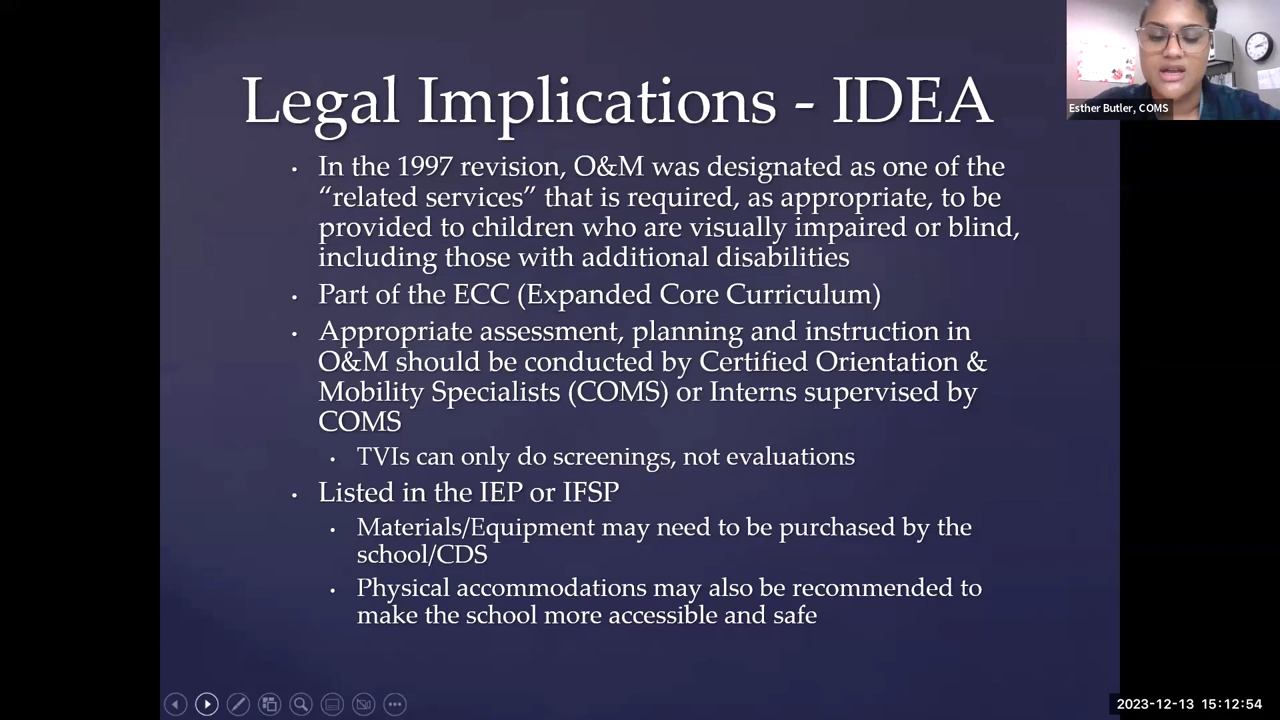 Legal Implications - IDEA
• In the 1997 revision, O&M was designated as one of the
“related services” that is required, as appropriate, to be
provided to children who are visually impaired or blind,
including those with additional disabilities
• Part of the ECC (Expanded Core Curriculum)
• Appropriate assessment, planning and instruction in
O&M should be conducted by Certified Orientation &
Mobility Specialists (COMS) or Interns supervised by
COMS
• TVIs can only do screenings, not evaluations
• Listed in the IEP or IFSP
• Materials/Equipment may need to be purchased by the
school/CDS
• Physical accommodations may also be recommended to
make the school more accessible and safe
Esther Butler, COMS
2023-12-13 15:12:54